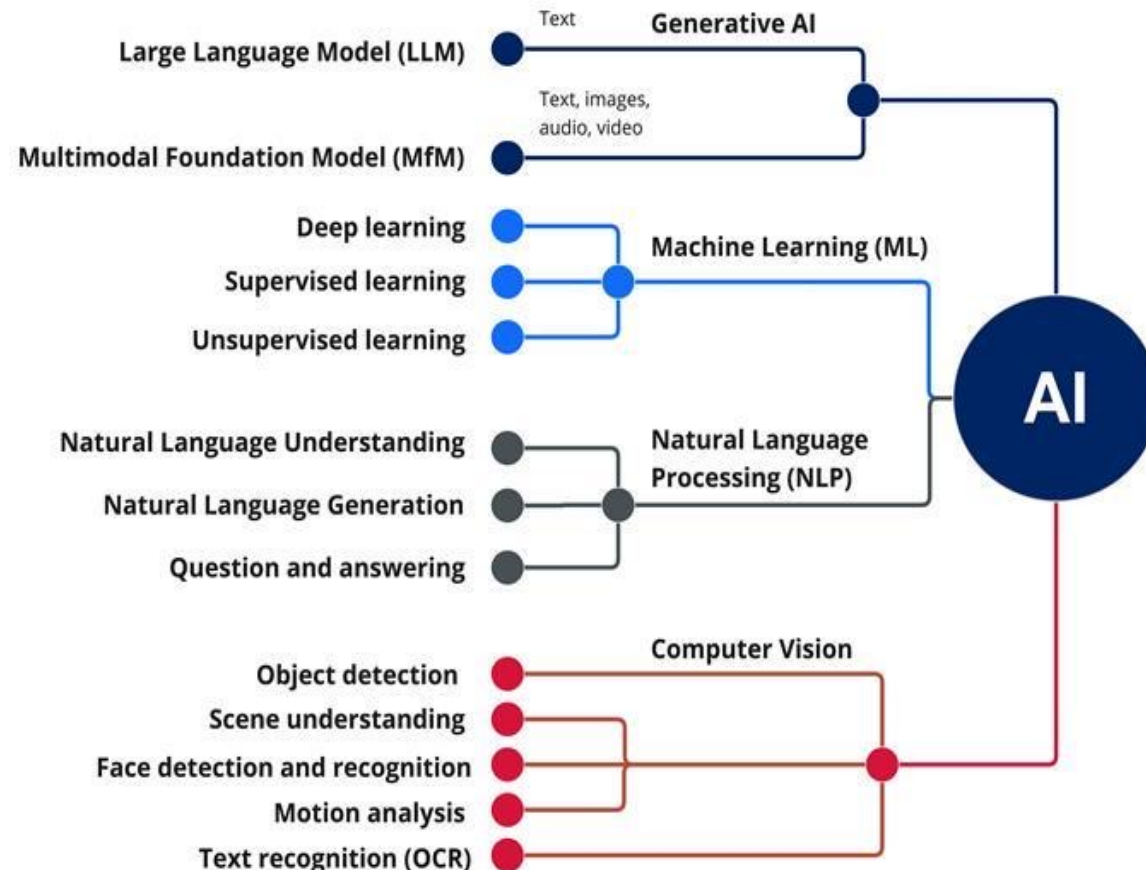 Text
Generative AI
Large Language Model (LLM)
Text, images,
audio, video
Multimodal Foundation Model (MfM)
Deep learning
Machine Learning (ML)
Supervised learning
Unsupervised learning
AI
Natural Language Understanding
Natural Language
Processing (NLP)
Natural Language Generation
Question and answering
Computer Vision
Object detection
Scene understanding
Face detection and recognition
Motion analysis
Text recognition (OCR)